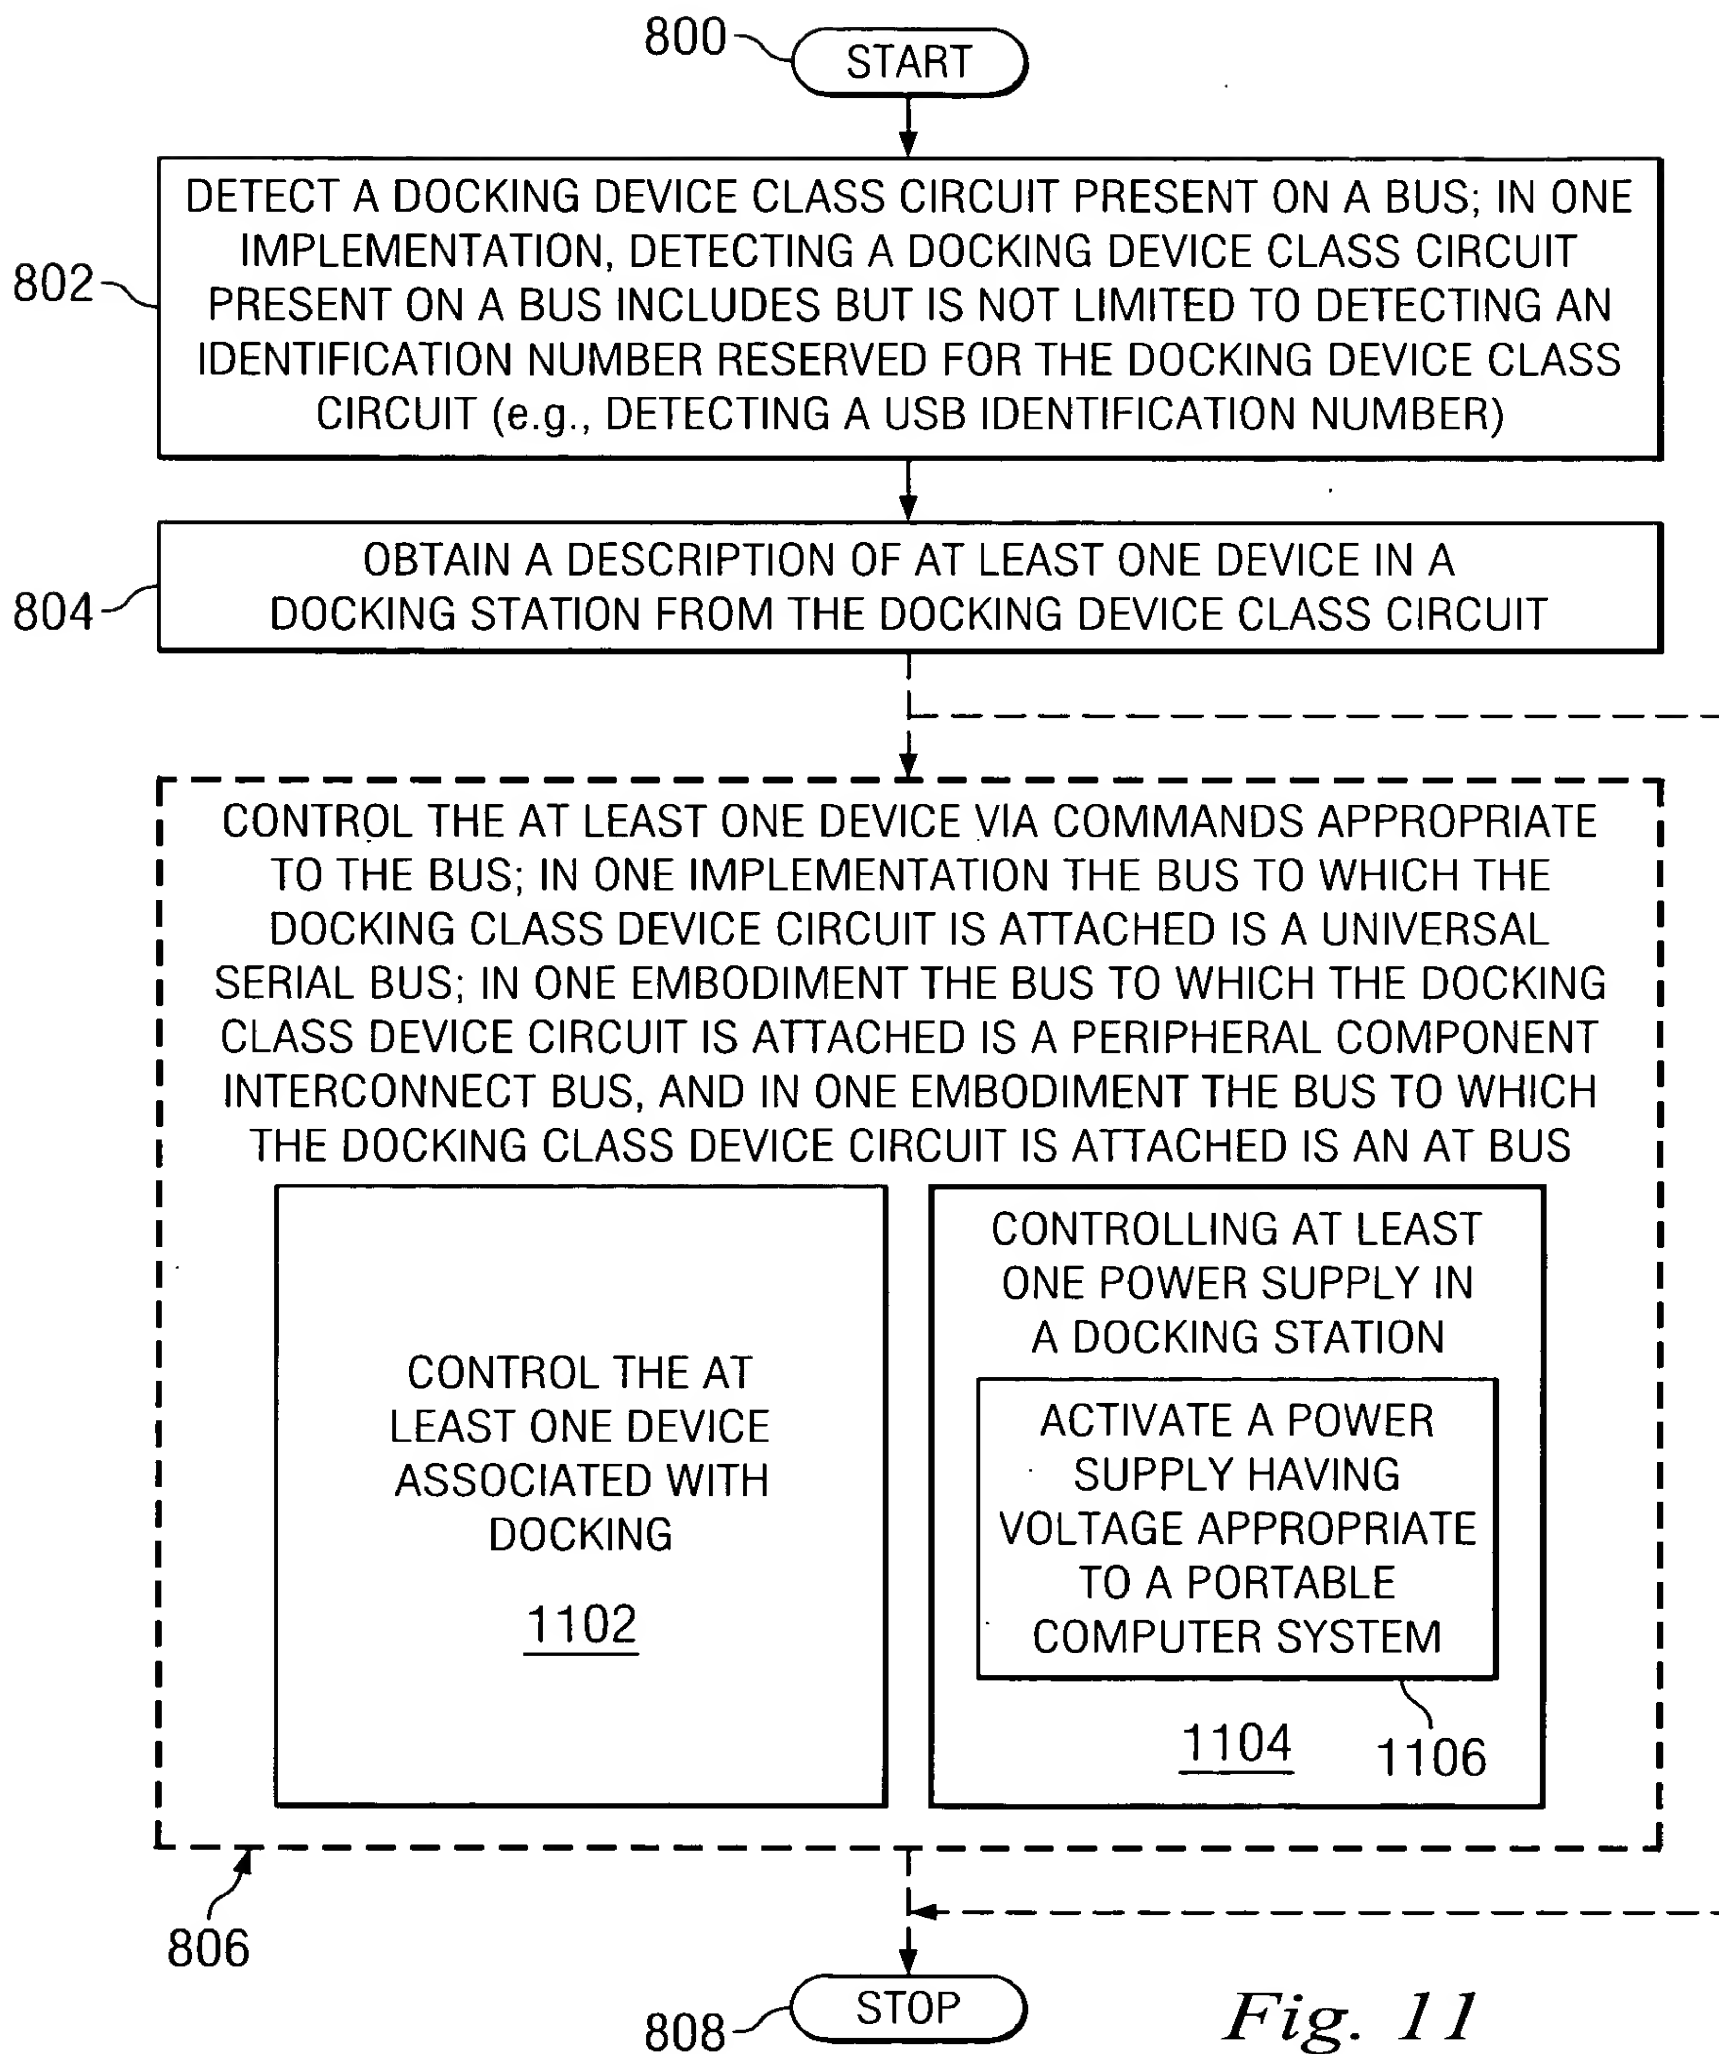 800
START
802
DETECT A DOCKING DEVICE CLASS CIRCUIT PRESENT ON A BUS; IN ONE
IMPLEMENTATION, DETECTING A DOCKING DEVICE CLASS CIRCUIT
PRESENT ON A BUS INCLUDES BUT IS NOT LIMITED TO DETECTING AN
IDENTIFICATION NUMBER RESERVED FOR THE DOCKING DEVICE CLASS
CIRCUIT (e.g., DETECTING A USB IDENTIFICATION NUMBER)
804
OBTAIN A DESCRIPTION OF AT LEAST ONE DEVICE IN A
DOCKING STATION FROM THE DOCKING DEVICE CLASS CIRCUIT
CONTROL THE AT LEAST ONE DEVICE VIA COMMANDS APPROPRIATE
TO THE BUS; IN ONE IMPLEMENTATION THE BUS TO WHICH THE
DOCKING CLASS DEVICE CIRCUIT IS ATTACHED IS A UNIVERSAL
SERIAL BUS; IN ONE EMBODIMENT THE BUS TO WHICH THE DOCKING
CLASS DEVICE CIRCUIT IS ATTACHED IS A PERIPHERAL COMPONENT
INTERCONNECT BUS, AND IN ONE EMBODIMENT THE BUS TO WHICH
THE DOCKING CLASS DEVICE CIRCUIT IS ATTACHED IS AN AT BUS
CONTROL THE AT
LEAST ONE DEVICE
ASSOCIATED WITH
DOCKING
1102
CONTROLLING AT LEAST
ONE POWER SUPPLY IN
A DOCKING STATION
ACTIVATE A POWER
SUPPLY HAVING
VOLTAGE APPROPRIATE
TO A PORTABLE
COMPUTER SYSTEM
1104
1106
806
808
STOP
Fig. 11